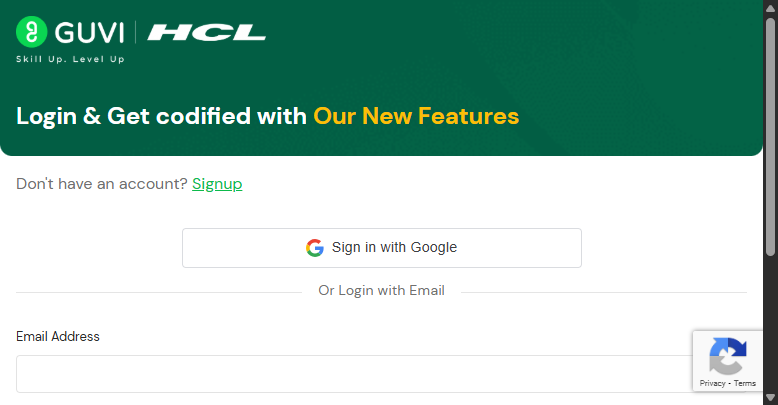 GUVI | HCL
Skill Up. Level Up
Login & Get codified with Our New Features
Don't have an account? Signup
Sign in with Google
Or Login with Email
Email Address
Privacy - Terms